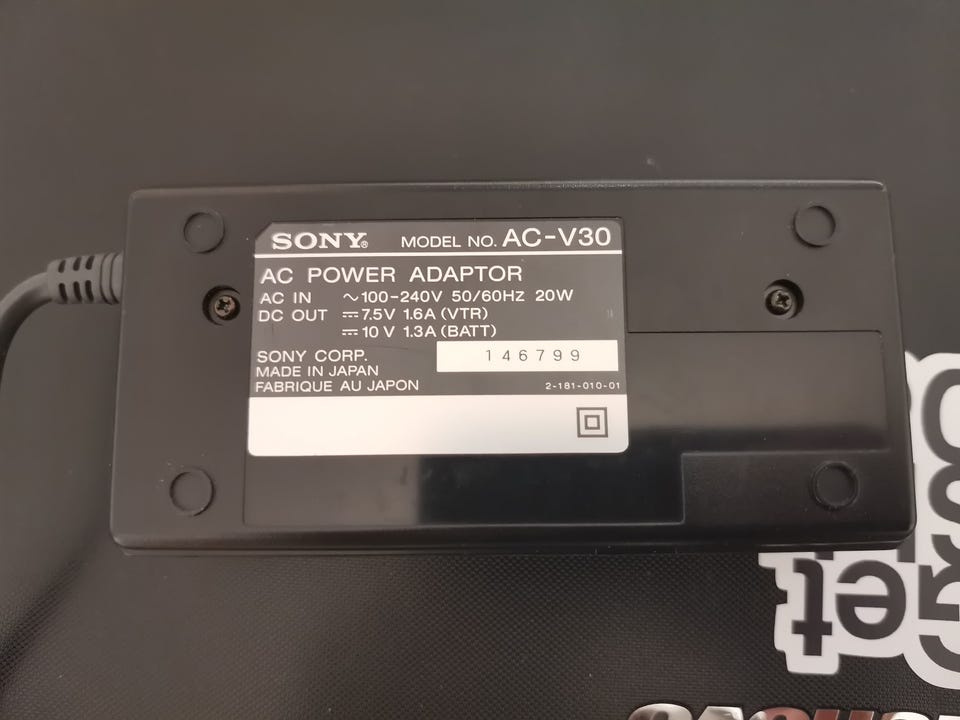 SONY®
MODEL NO. AC-V30
AC POWER ADAPTOR
AC IN ~100-240V 50/60Hz 20W
DC OUT ⎓7.5V 1.6A (VTR)
⎓10V 1.3A (BATT)
146799
SONY CORP.
MADE IN JAPAN
FABRIQUE AU JAPON
2-181-010-01